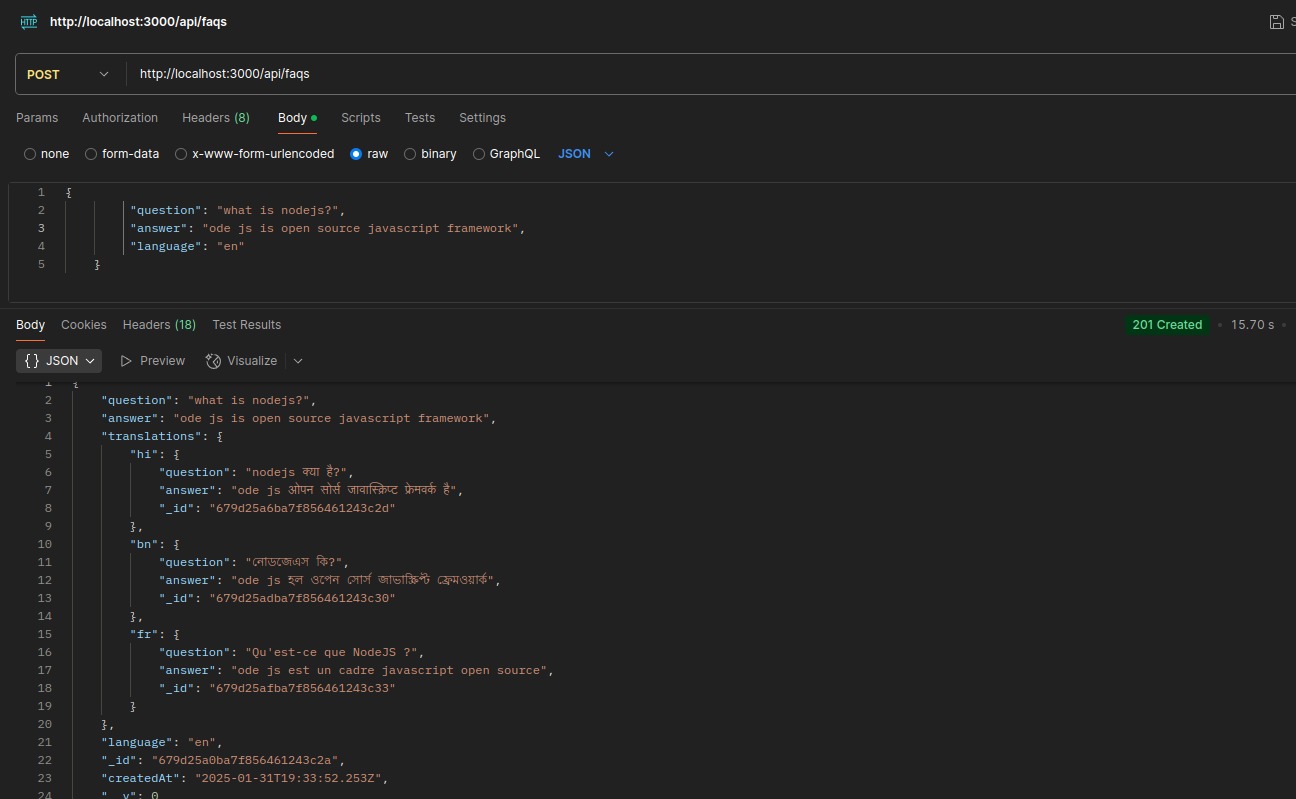 HTTP http://localhost:3000/api/faqs S
POST http://localhost:3000/api/faqs
Params Authorization Headers (8) Body Scripts Tests Settings
none form-data x-www-form-urlencoded raw binary GraphQL JSON
1 {
2 "question": "what is nodejs?",
3 "answer": "ode js is open source javascript framework",
4 "language": "en"
5 }
Body Cookies Headers (18) Test Results 201 Created • 15.70 s •
{} JSON Preview Visualize
1 {
2 "question": "what is nodejs?",
3 "answer": "ode js is open source javascript framework",
4 "translations": {
5 "hi": {
6 "question": "nodejs क्या है?",
7 "answer": "ode js ओपन सोर्स जावास्क्रिप्ट फ्रेमवर्क है",
8 "_id": "679d25a6ba7f856461243c2d"
9 },
10 "bn": {
11 "question": "নোডজেএস কি?",
12 "answer": "ode js হল ওপেন সোর্স জাভাস্ক্রিপ্ট ফ্রেমওয়ার্ক",
13 "_id": "679d25adba7f856461243c30"
14 },
15 "fr": {
16 "question": "Qu'est-ce que NodeJS ?",
17 "answer": "ode js est un cadre javascript open source",
18 "_id": "679d25afba7f856461243c33"
19 }
20 },
21 "language": "en",
22 "_id": "679d25a0ba7f856461243c2a",
23 "createdAt": "2025-01-31T19:33:52.253Z",
24 "__v": 0